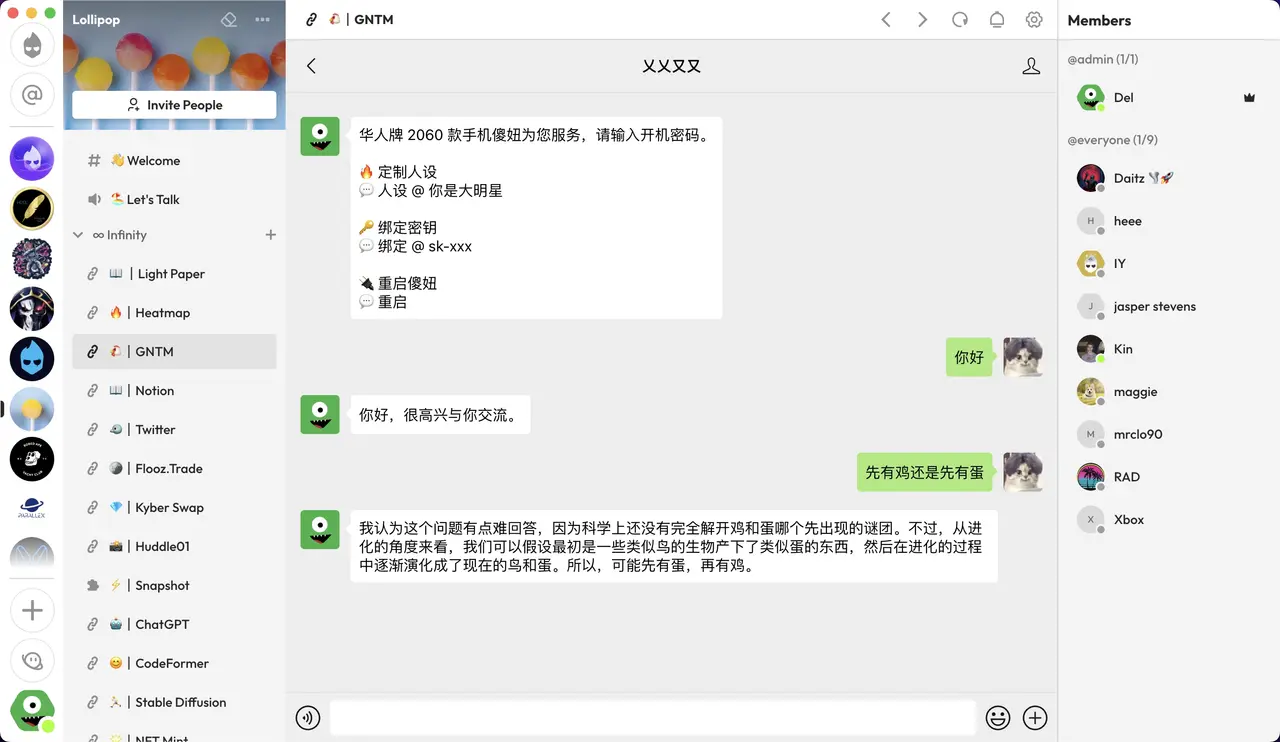 Lollipop
Invite People
# 👋 Welcome
🏖️ Let's Talk
∞ Infinity
📖 | Light Paper
🔥 | Heatmap
🐔 | GNTM
📖 | Notion
🐦 | Twitter
🌑 | Flooz.Trade
💎 | Kyber Swap
📸 | Huddle01
⚡ | Snapshot
🤖 | ChatGPT
😊 | CodeFormer
| Stable Diffusion
| NFT Mint
@
| GNTM
乂乂又又
华人牌 2060 款手机傻妞为您服务，请输入开机密码。
🔥 定制人设
💬 人设 @ 你是大明星
🔑 绑定密钥
💬 绑定 @ sk-xxx
🔌 重启傻妞
💬 重启
你好
你好，很高兴与你交流。
先有鸡还是先有蛋
我认为这个问题有点难回答，因为科学上还没有完全解开鸡和蛋哪个先出现的谜团。不过，从进
化的角度来看，我们可以假设最初是一些类似鸟的生物产下了类似蛋的东西，然后在进化的过程
中逐渐演化成了现在的鸟和蛋。所以，可能先有蛋，再有鸡。
Members
@admin (1/1)
Del
@everyone (1/9)
Daitz
H heee
IY
J jasper stevens
Kin
maggie
M mrclo90
RAD
X Xbox
PARALLEX